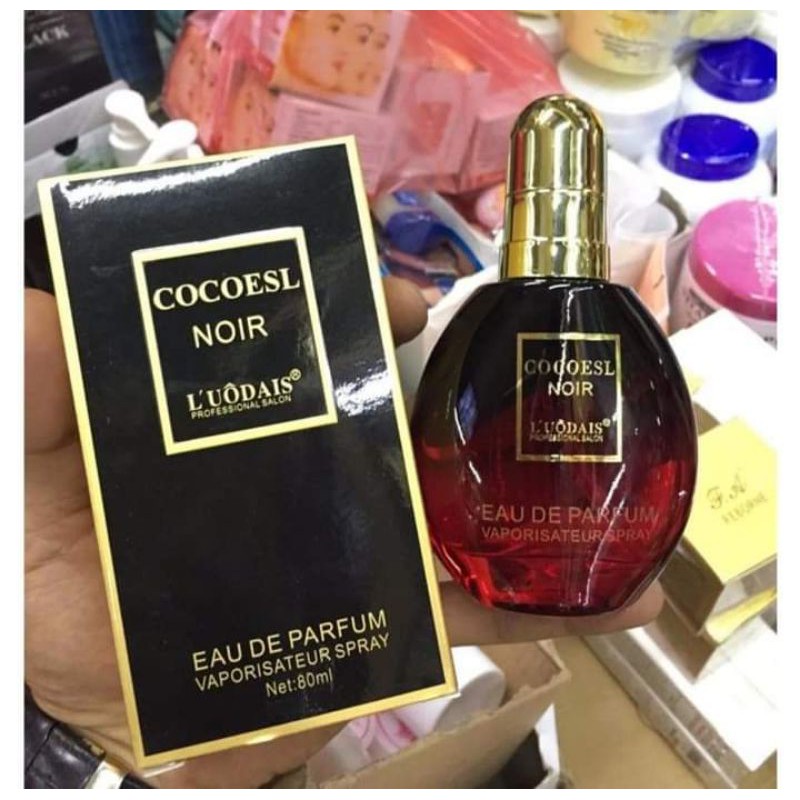 COCOESL
NOIR
L'UÔDAIS®
PROFESSIONAL SALON
EAU DE PARFUM
VAPORISATEUR SPRAY
Net:80ml
COCOESL
NOIR
L'UÔDAIS®
PROFESSIONAL SALON
EAU DE PARFUM
VAPORISATEUR SPRAY